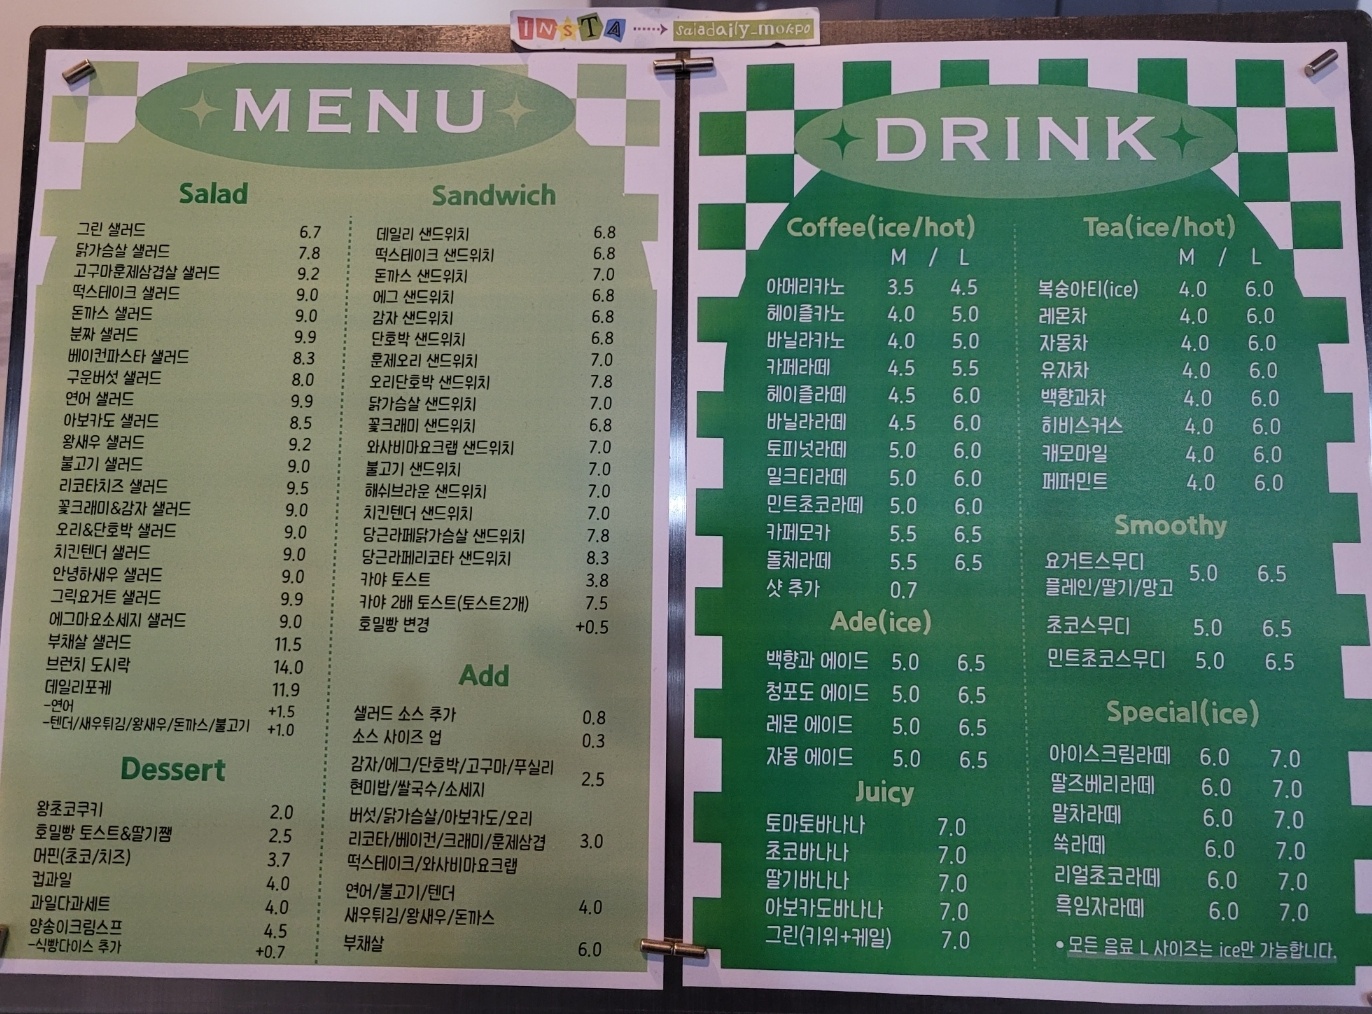 INSTA saladaily_mokpo
MENU
Salad
그린 샐러드 6.7
닭가슴살 샐러드 7.8
고구마훈제삼겹살 샐러드 9.2
떡스테이크 샐러드 9.0
돈까스 샐러드 9.0
분짜 샐러드 9.9
베이컨파스타 샐러드 8.3
구운버섯 샐러드 8.0
연어 샐러드 9.9
아보카도 샐러드 8.5
왕새우 샐러드 9.2
불고기 샐러드 9.0
리코타치즈 샐러드 9.5
꽃크래미&감자 샐러드 9.0
오리&단호박 샐러드 9.0
치킨텐더 샐러드 9.0
안녕하새우 샐러드 9.0
그릭요거트 샐러드 9.9
에그마요소세지 샐러드 9.0
부채살 샐러드 11.5
브런치 도시락 14.0
데일리포케 11.9
-연어 +1.5
-텐더/새우튀김/왕새우/돈까스/불고기 +1.0
Dessert
왕초코쿠키 2.0
호밀빵 토스트&딸기쨈 2.5
머핀(초코/치즈) 3.7
컵과일 4.0
과일다과세트 4.0
양송이크림스프 4.5
-식빵다이스 추가 +0.7
Sandwich
데일리 샌드위치 6.8
떡스테이크 샌드위치 6.8
돈까스 샌드위치 7.0
에그 샌드위치 6.8
감자 샌드위치 6.8
단호박 샌드위치 6.8
훈제오리 샌드위치 7.0
오리단호박 샌드위치 7.8
닭가슴살 샌드위치 7.0
꽃크래미 샌드위치 6.8
와사비마요크랩 샌드위치 7.0
불고기 샌드위치 7.0
해쉬브라운 샌드위치 7.0
치킨텐더 샌드위치 7.0
당근라페닭가슴살 샌드위치 7.8
당근라페리코타 샌드위치 8.3
카야 토스트 3.8
카야 2배 토스트(토스트2개) 7.5
호밀빵 변경 +0.5
Add
샐러드 소스 추가 0.8
소스 사이즈 업 0.3
감자/에그/단호박/고구마/푸실리
현미밥/쌀국수/소세지 2.5
버섯/닭가슴살/아보카도/오리
리코타/베이컨/크래미/훈제삼겹 3.0
떡스테이크/와사비마요크랩
연어/불고기/텐더
새우튀김/왕새우/돈까스 4.0
부채살 6.0
DRINK
Coffee(ice/hot)
M / L
아메리카노 3.5 4.5
헤이즐카노 4.0 5.0
바닐라카노 4.0 5.0
카페라떼 4.5 5.5
헤이즐라떼 4.5 6.0
바닐라라떼 4.5 6.0
토피넛라떼 5.0 6.0
밀크티라떼 5.0 6.0
민트초코라떼 5.0 6.0
카페모카 5.5 6.5
돌체라떼 5.5 6.5
샷 추가 0.7
Ade(ice)
백향과 에이드 5.0 6.5
청포도 에이드 5.0 6.5
레몬 에이드 5.0 6.5
자몽 에이드 5.0 6.5
Juicy
토마토바나나 7.0
초코바나나 7.0
딸기바나나 7.0
아보카도바나나 7.0
그린(키위+케일) 7.0
Tea(ice/hot)
M / L
복숭아티(ice) 4.0 6.0
레몬차 4.0 6.0
자몽차 4.0 6.0
유자차 4.0 6.0
백향과차 4.0 6.0
히비스커스 4.0 6.0
캐모마일 4.0 6.0
페퍼민트 4.0 6.0
Smoothy
요거트스무디
플레인/딸기/망고 5.0 6.5
초코스무디 5.0 6.5
민트초코스무디 5.0 6.5
Special(ice)
아이스크림라떼 6.0 7.0
딸즈베리라떼 6.0 7.0
말차라떼 6.0 7.0
쑥라떼 6.0 7.0
리얼초코라떼 6.0 7.0
흑임자라떼 6.0 7.0
• 모든 음료 L 사이즈는 ice만 가능합니다.